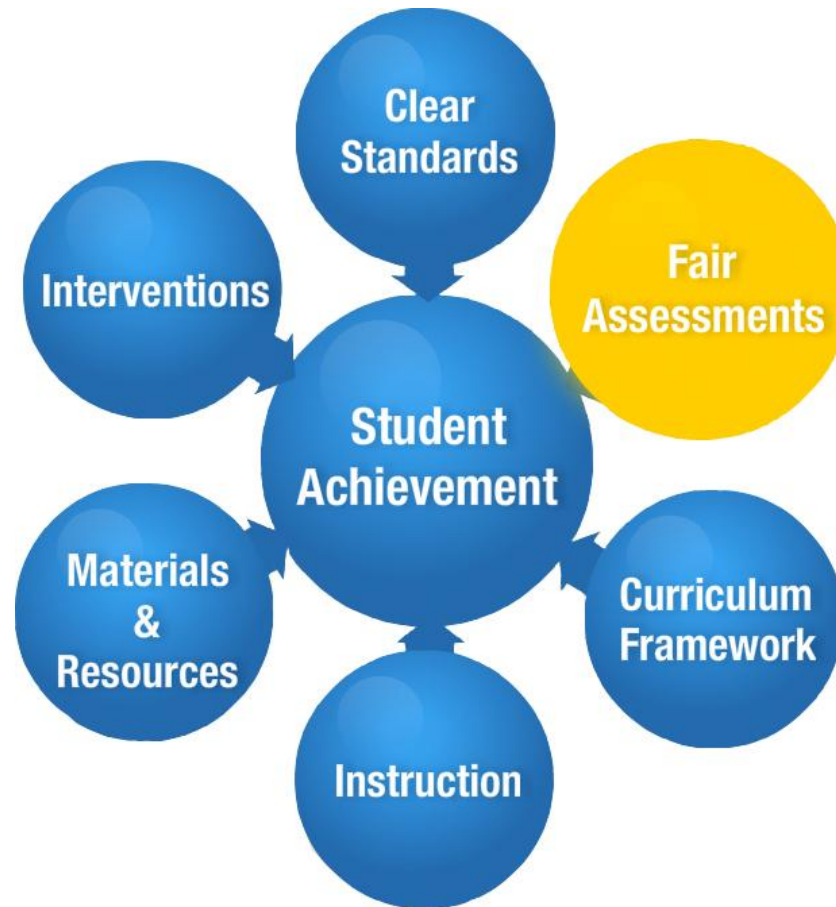 Clear
Standards
Fair
Assessments
Interventions
Student
Achievement
Materials
&
Resources
Curriculum
Framework
Instruction